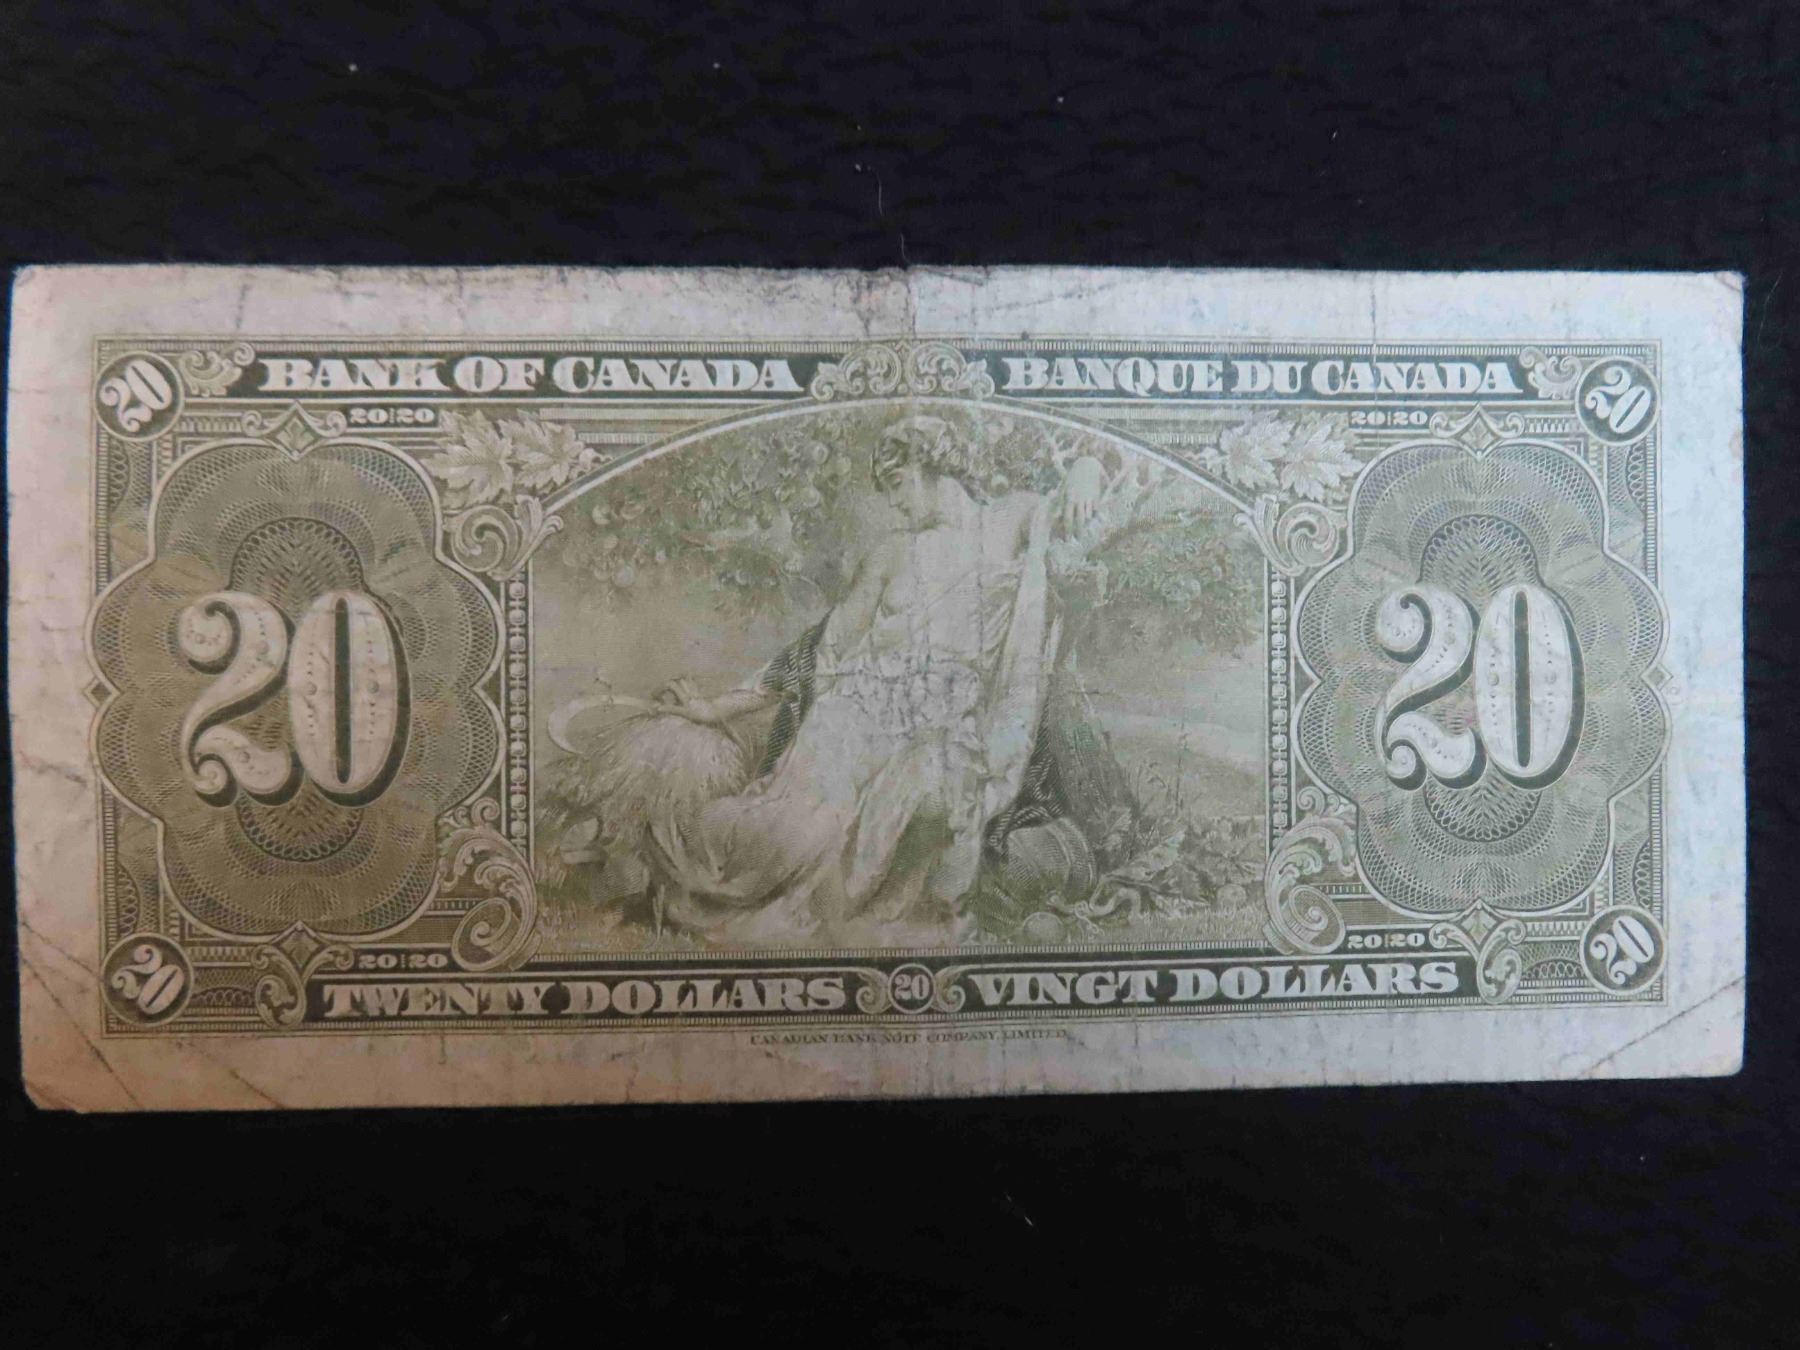 20 BANK OF CANADA BANQUE DU CANADA 20
20 20 20 20
20 20
20 20 20 20
20 TWENTY DOLLARS 20 VINGT DOLLARS 20
CANADIAN BANK NOTE COMPANY, LIMITED